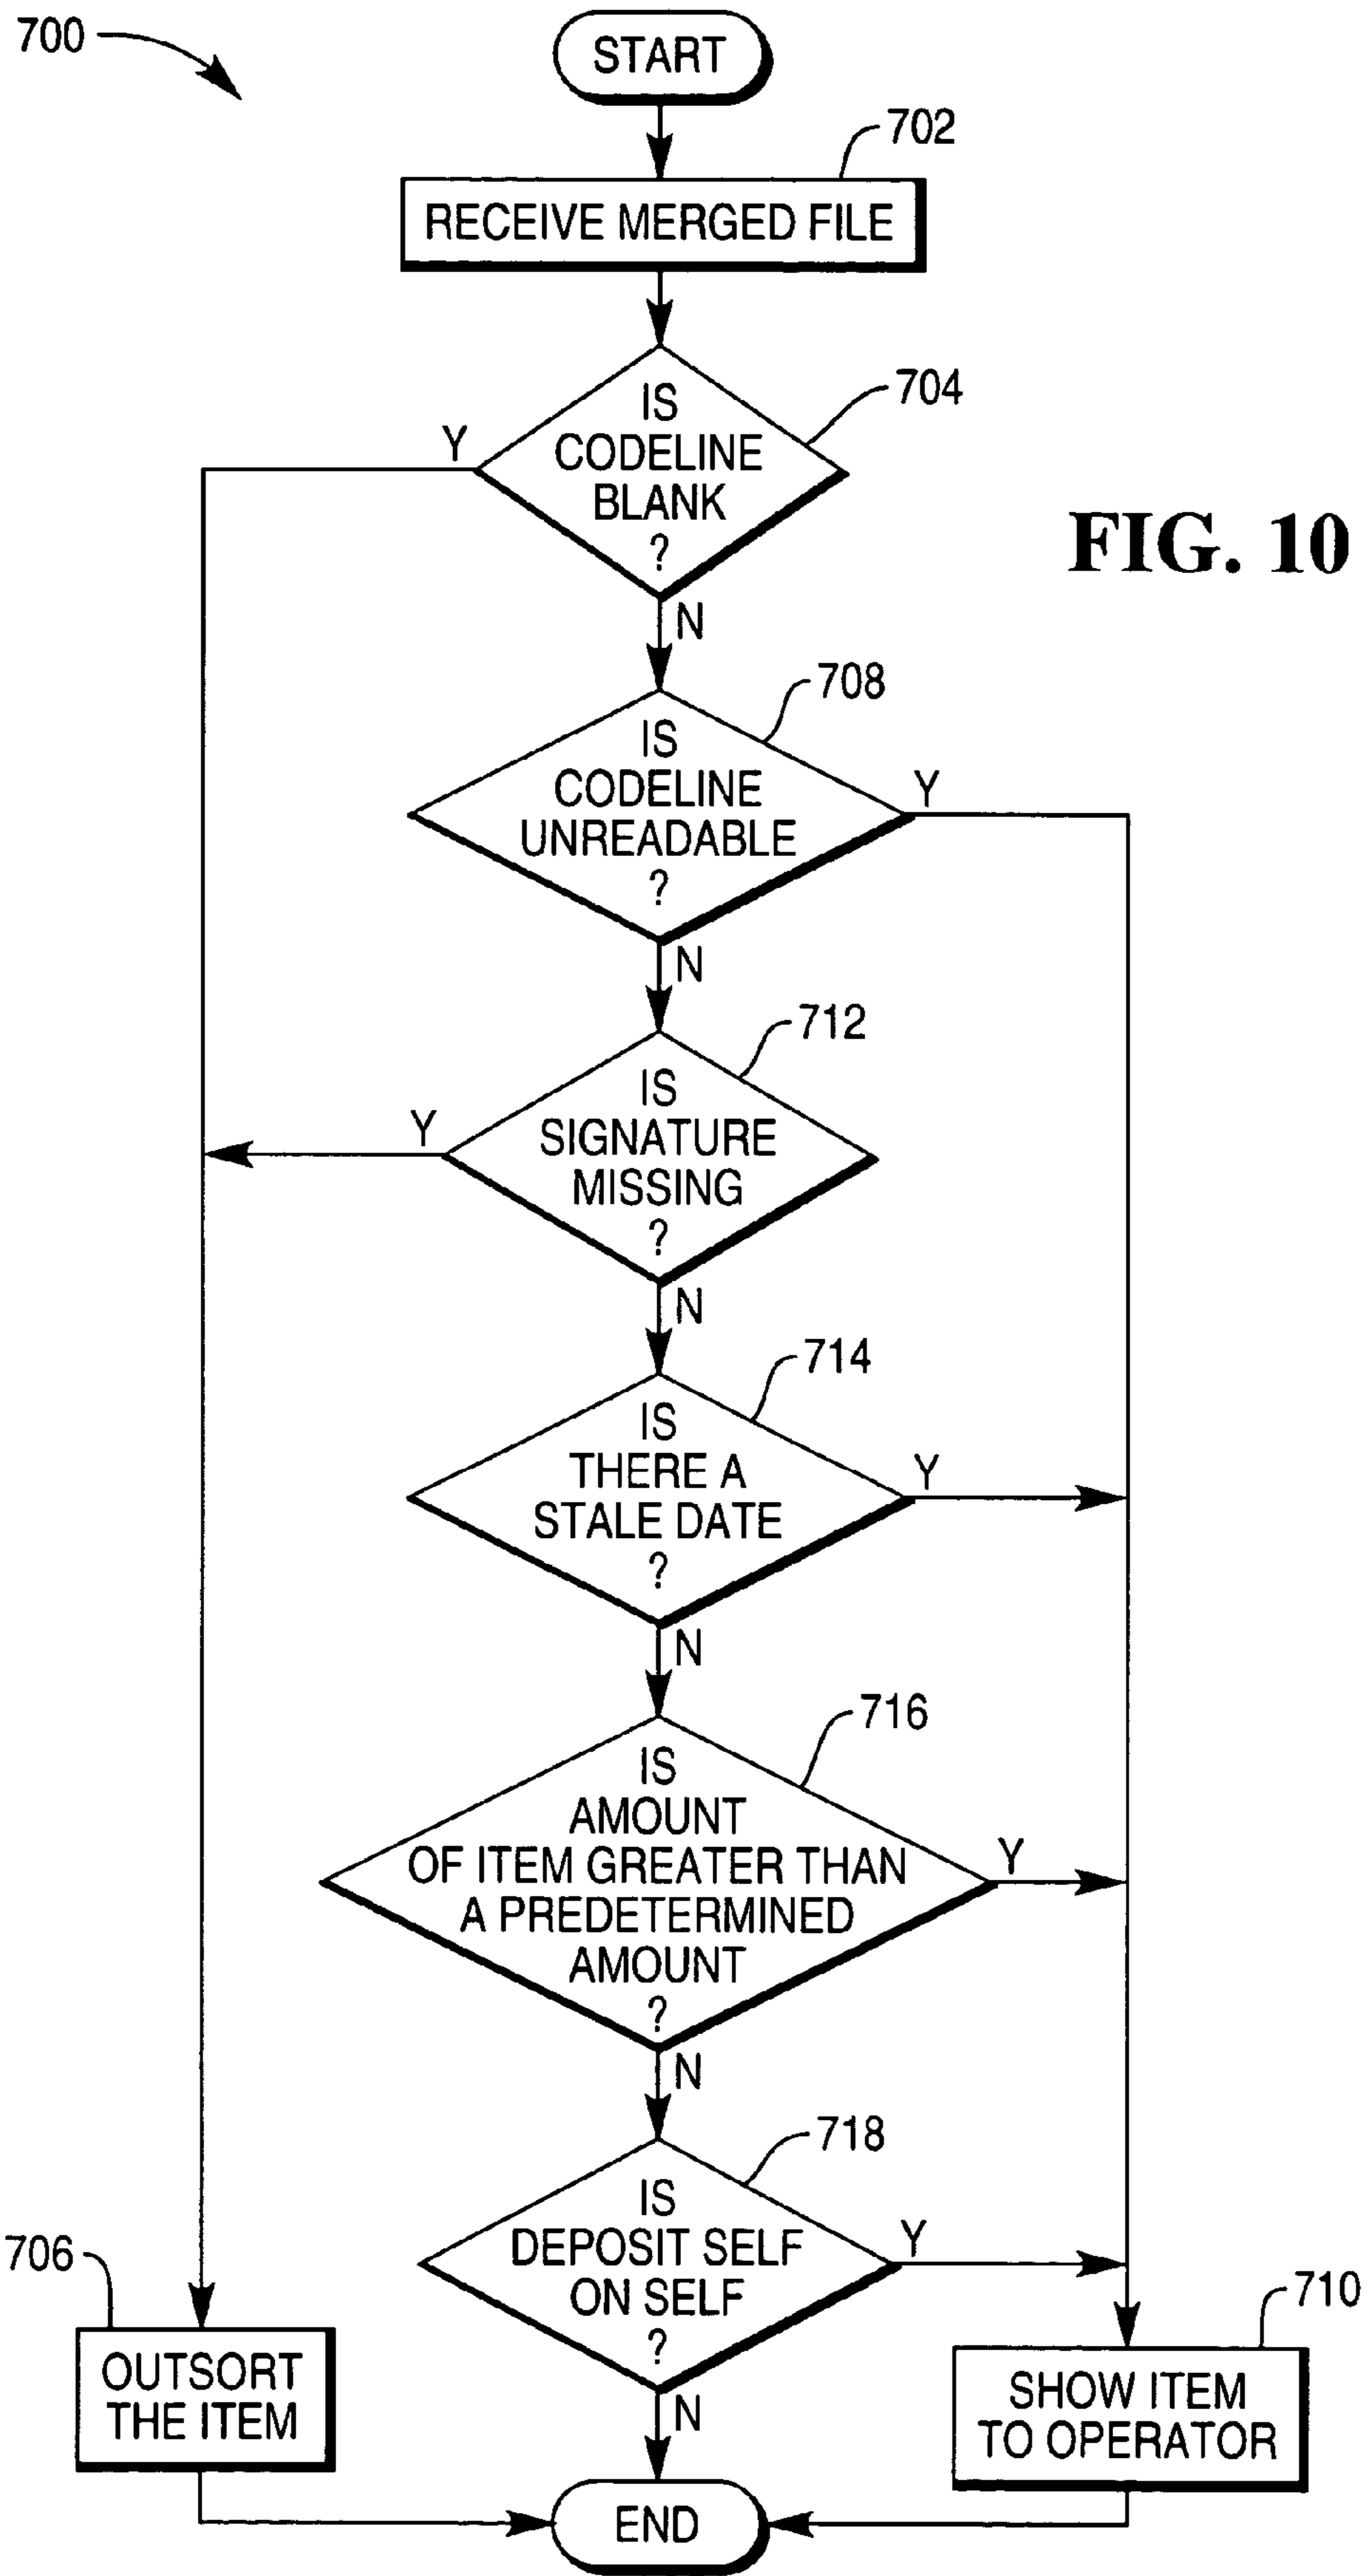 700
START
702
RECEIVE MERGED FILE
704
IS
CODELINE
BLANK
?
Y
N
FIG. 10
708
IS
CODELINE
UNREADABLE
?
Y
N
712
IS
SIGNATURE
MISSING
?
Y
N
714
IS
THERE A
STALE DATE
?
Y
N
716
IS
AMOUNT
OF ITEM GREATER THAN
A PREDETERMINED
AMOUNT
?
Y
N
718
IS
DEPOSIT SELF
ON SELF
?
Y
N
706
OUTSORT
THE ITEM
710
SHOW ITEM
TO OPERATOR
END